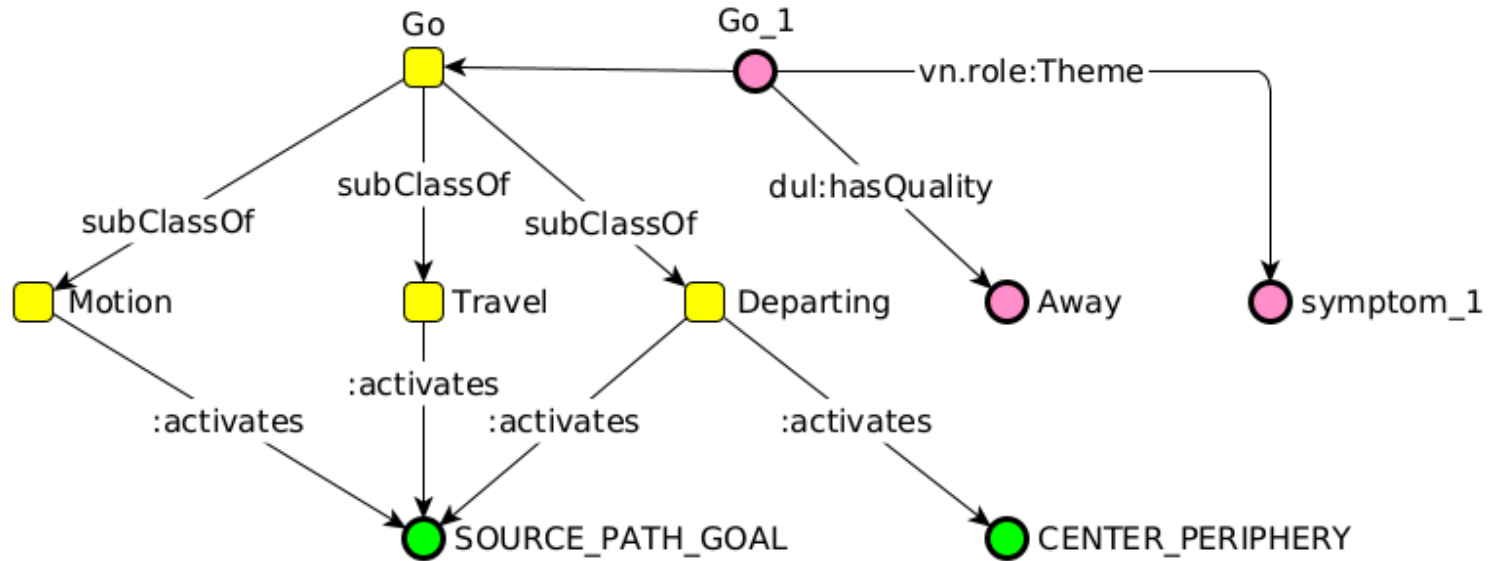 Go
Go_1
vn.role:Theme
subClassOf
dul:hasQuality
subClassOf
subClassOf
Motion
Travel
Departing
Away
symptom_1
:activates
:activates
:activates
:activates
SOURCE_PATH_GOAL
CENTER_PERIPHERY